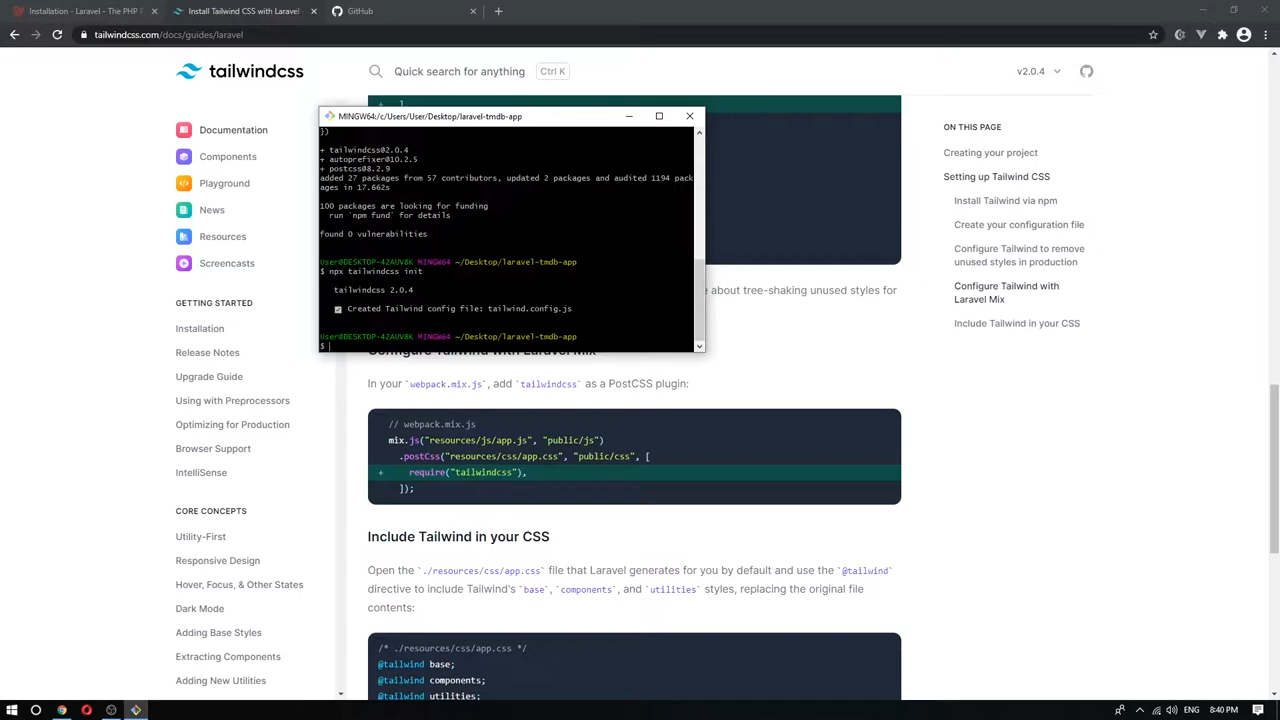 Installation - Laravel - The PHP F
Install Tailwind CSS with Laravel
GitHub
tailwindcss.com/docs/guides/laravel
tailwindcss
Quick search for anything
Ctrl K
v2.0.4
Documentation
Components
Playground
News
Resources
Screencasts
GETTING STARTED
Installation
Release Notes
Upgrade Guide
Using with Preprocessors
Optimizing for Production
Browser Support
IntelliSense
CORE CONCEPTS
Utility-First
Responsive Design
Hover, Focus, & Other States
Dark Mode
Adding Base Styles
Extracting Components
Adding New Utilities
+ ]
MINGW64:/c/Users/User/Desktop/laravel-tmdb-app
})
+ tailwindcss@2.0.4
+ autoprefixer@10.2.5
+ postcss@8.2.9
added 27 packages from 57 contributors, updated 2 packages and audited 1194 pack
ages in 17.662s
100 packages are looking for funding
run `npm fund` for details
found 0 vulnerabilities
User@DESKTOP-42AUV8K MINGW64 ~/Desktop/laravel-tmdb-app
$ npx tailwindcss init
tailwindcss 2.0.4
Created Tailwind config file: tailwind.config.js
User@DESKTOP-42AUV8K MINGW64 ~/Desktop/laravel-tmdb-app
$
about tree-shaking unused styles for
Configure Tailwind with Laravel Mix
In your `webpack.mix.js`, add `tailwindcss` as a PostCSS plugin:
// webpack.mix.js
mix.js("resources/js/app.js", "public/js")
.postCss("resources/css/app.css", "public/css", [
+ require("tailwindcss"),
]);
Include Tailwind in your CSS
Open the `./resources/css/app.css` file that Laravel generates for you by default and use the `@tailwind`
directive to include Tailwind's `base`, `components`, and `utilities` styles, replacing the original file
contents:
/* ./resources/css/app.css */
@tailwind base;
@tailwind components;
@tailwind utilities;
ON THIS PAGE
Creating your project
Setting up Tailwind CSS
Install Tailwind via npm
Create your configuration file
Configure Tailwind to remove
unused styles in production
Configure Tailwind with
Laravel Mix
Include Tailwind in your CSS
ENG 8:40 PM